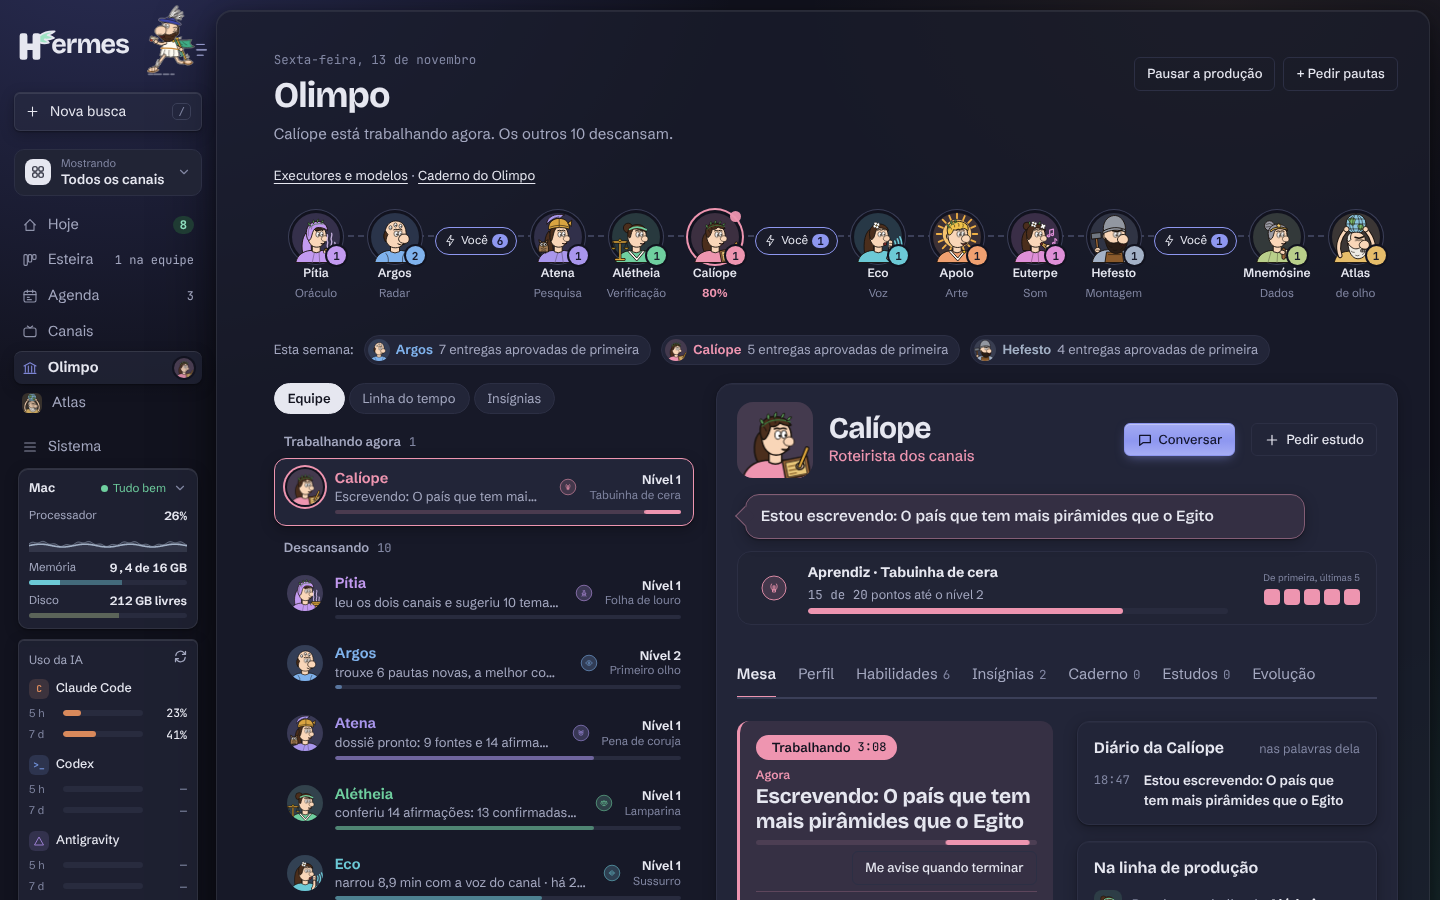 Hermes
Nova busca /
Mostrando
Todos os canais
Hoje 8
Esteira 1 na equipe
Agenda 3
Canais
Olimpo
Atlas
Sistema
Mac Tudo bem
Processador 26%
Memória 9,4 de 16 GB
Disco 212 GB livres
Uso da IA
C Claude Code
5 h 23%
7 d 41%
>_ Codex
5 h –
7 d –
Antigravity
5 h –
7 d –
Sexta-feira, 13 de novembro
Olimpo
Calíope está trabalhando agora. Os outros 10 descansam.
Pausar a produção
+ Pedir pautas
Executores e modelos · Caderno do Olimpo
1 2 Você 6 1 1 1 Você 1 1 1 1 1 Você 1 1 1
Pítia Argos Atena Alétheia Calíope Eco Apolo Euterpe Hefesto Mnemósine Atlas
Oráculo Radar Pesquisa Verificação 80% Voz Arte Som Montagem Dados de olho
Esta semana: Argos 7 entregas aprovadas de primeira Calíope 5 entregas aprovadas de primeira Hefesto 4 entregas aprovadas de primeira
Equipe Linha do tempo Insígnias
Trabalhando agora 1
Calíope Nível 1
Escrevendo: O país que tem mai... Tabuinha de cera
Descansando 10
Pítia Nível 1
leu os dois canais e sugeriu 10 tema... Folha de louro
Argos Nível 2
trouxe 6 pautas novas, a melhor co... Primeiro olho
Atena Nível 1
dossiê pronto: 9 fontes e 14 afirma... Pena de coruja
Alétheia Nível 1
conferiu 14 afirmações: 13 confirmadas... Lamparina
Eco Nível 1
narrou 8,9 min com a voz do canal · há 2... Sussurro
Calíope
Roteirista dos canais
Conversar
Pedir estudo
Estou escrevendo: O país que tem mais pirâmides que o Egito
Aprendiz · Tabuinha de cera
15 de 20 pontos até o nível 2
De primeira, últimas 5
Mesa Perfil Habilidades 6 Insígnias 2 Caderno 0 Estudos 0 Evolução
Trabalhando 3:08
Agora
Escrevendo: O país que tem
mais pirâmides que o Egito
Me avise quando terminar
Diário da Calíope nas palavras dela
18:47 Estou escrevendo: O país que
tem mais pirâmides que o Egito
Na linha de produção